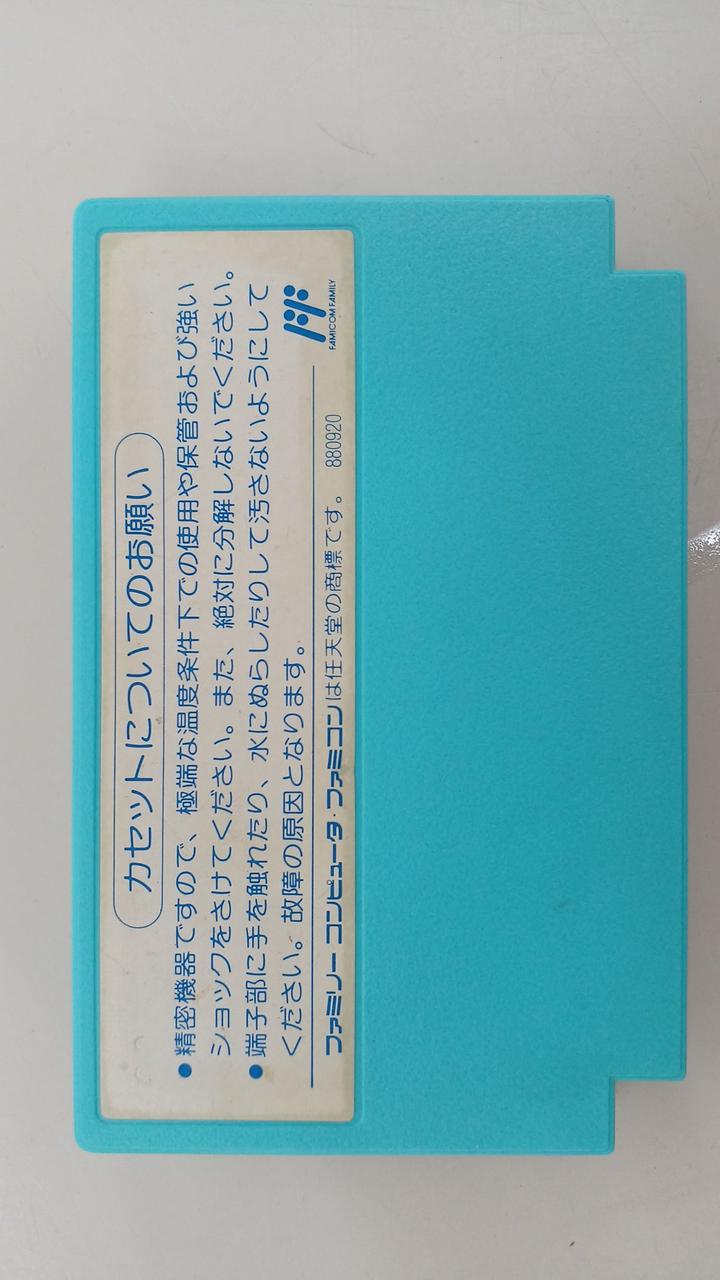 カセットについてのお願い
●精密機器ですので、極端な温度条件下での使用や保管および強い
ショックをさけてください。また、絶対に分解しないでください。
●端子部に手を触れたり、水にぬらしたりして汚さないようにして
ください。故障の原因となります。
FAMICOM FAMILY
ファミリー コンピュータ・ファミコンは任天堂の商標です。 880920